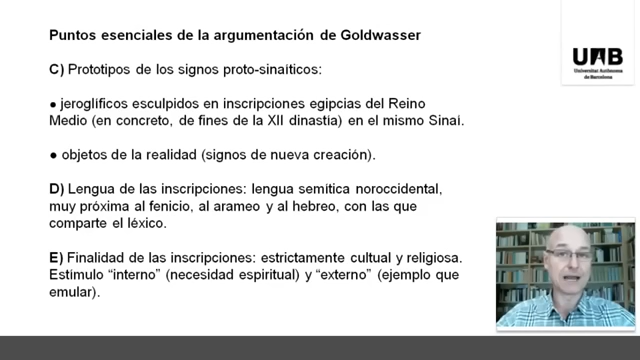 Puntos esenciales de la argumentación de Goldwasser
C) Prototipos de los signos proto-sinaíticos:
● jeroglíficos esculpidos en inscripciones egipcias del Reino
Medio (en concreto, de fines de la XII dinastía) en el mismo Sinaí.
● objetos de la realidad (signos de nueva creación).
D) Lengua de las inscripciones: lengua semítica noroccidental,
muy próxima al fenicio, al arameo y al hebreo, con las que
comparte el léxico.
E) Finalidad de las inscripciones: estrictamente cultual y religiosa.
Estímulo “interno” (necesidad espiritual) y “externo” (ejemplo que
emular).
UAB
Universitat Autònoma
de Barcelona